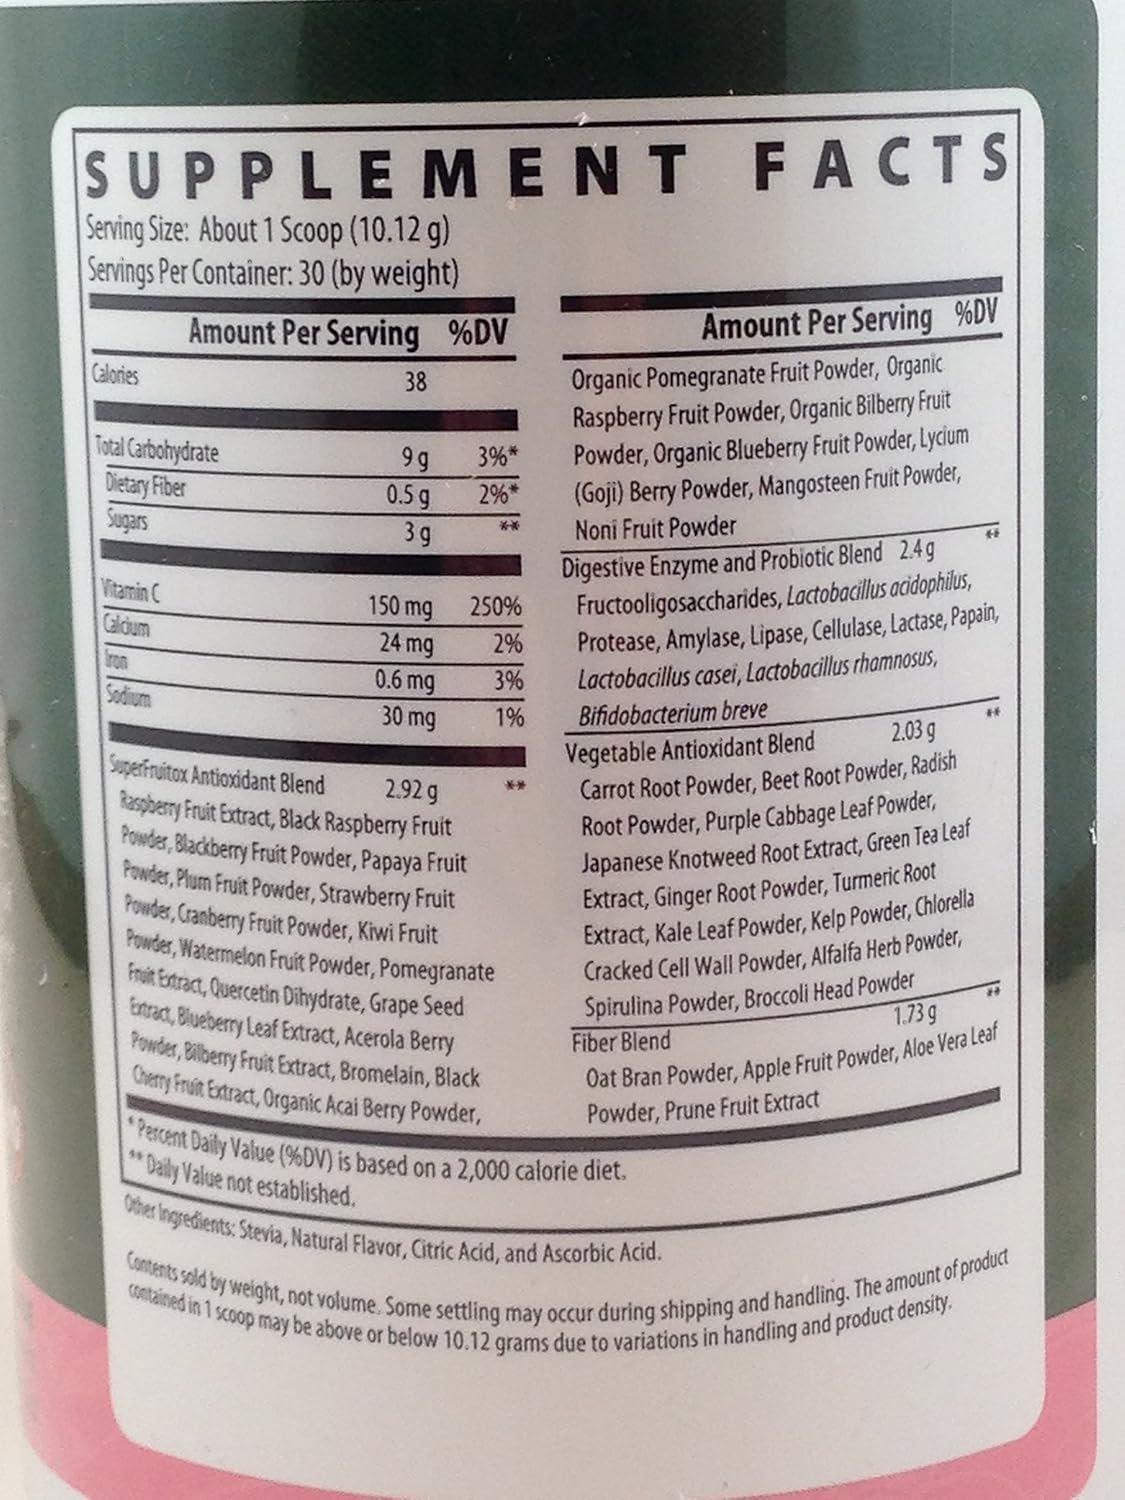 SUPPLEMENT FACTS
Serving Size: About 1 Scoop (10.12 g)
Servings Per Container: 30 (by weight)
Amount Per Serving %DV
Calories 38
Total Carbohydrate 9 g 3%*
Dietary Fiber 0.5 g 2%*
Sugars 3 g **
Vitamin C 150 mg 250%
Calcium 24 mg 2%
Iron 0.6 mg 3%
Sodium 30 mg 1%
SuperFruitox Antioxidant Blend 2.92 g **
Raspberry Fruit Extract, Black Raspberry Fruit
Powder, Blackberry Fruit Powder, Papaya Fruit
Powder, Plum Fruit Powder, Strawberry Fruit
Powder, Cranberry Fruit Powder, Kiwi Fruit
Powder, Watermelon Fruit Powder, Pomegranate
Fruit Extract, Quercetin Dihydrate, Grape Seed
Extract, Blueberry Leaf Extract, Acerola Berry
Powder, Bilberry Fruit Extract, Bromelain, Black
Cherry Fruit Extract, Organic Acai Berry Powder,
Amount Per Serving %DV
Organic Pomegranate Fruit Powder, Organic
Raspberry Fruit Powder, Organic Bilberry Fruit
Powder, Organic Blueberry Fruit Powder, Lycium
(Goji) Berry Powder, Mangosteen Fruit Powder,
Noni Fruit Powder
Digestive Enzyme and Probiotic Blend 2.4 g **
Fructooligosaccharides, Lactobacillus acidophilus,
Protease, Amylase, Lipase, Cellulase, Lactase, Papain,
Lactobacillus casei, Lactobacillus rhamnosus,
Bifidobacterium breve
Vegetable Antioxidant Blend 2.03 g **
Carrot Root Powder, Beet Root Powder, Radish
Root Powder, Purple Cabbage Leaf Powder,
Japanese Knotweed Root Extract, Green Tea Leaf
Extract, Ginger Root Powder, Turmeric Root
Extract, Kale Leaf Powder, Kelp Powder, Chlorella
Cracked Cell Wall Powder, Alfalfa Herb Powder,
Spirulina Powder, Broccoli Head Powder
Fiber Blend 1.73 g **
Oat Bran Powder, Apple Fruit Powder, Aloe Vera Leaf
Powder, Prune Fruit Extract
* Percent Daily Value (%DV) is based on a 2,000 calorie diet.
** Daily Value not established.
Other Ingredients: Stevia, Natural Flavor, Citric Acid, and Ascorbic Acid.
Contents sold by weight, not volume. Some settling may occur during shipping and handling. The amount of product
contained in 1 scoop may be above or below 10.12 grams due to variations in handling and product density.